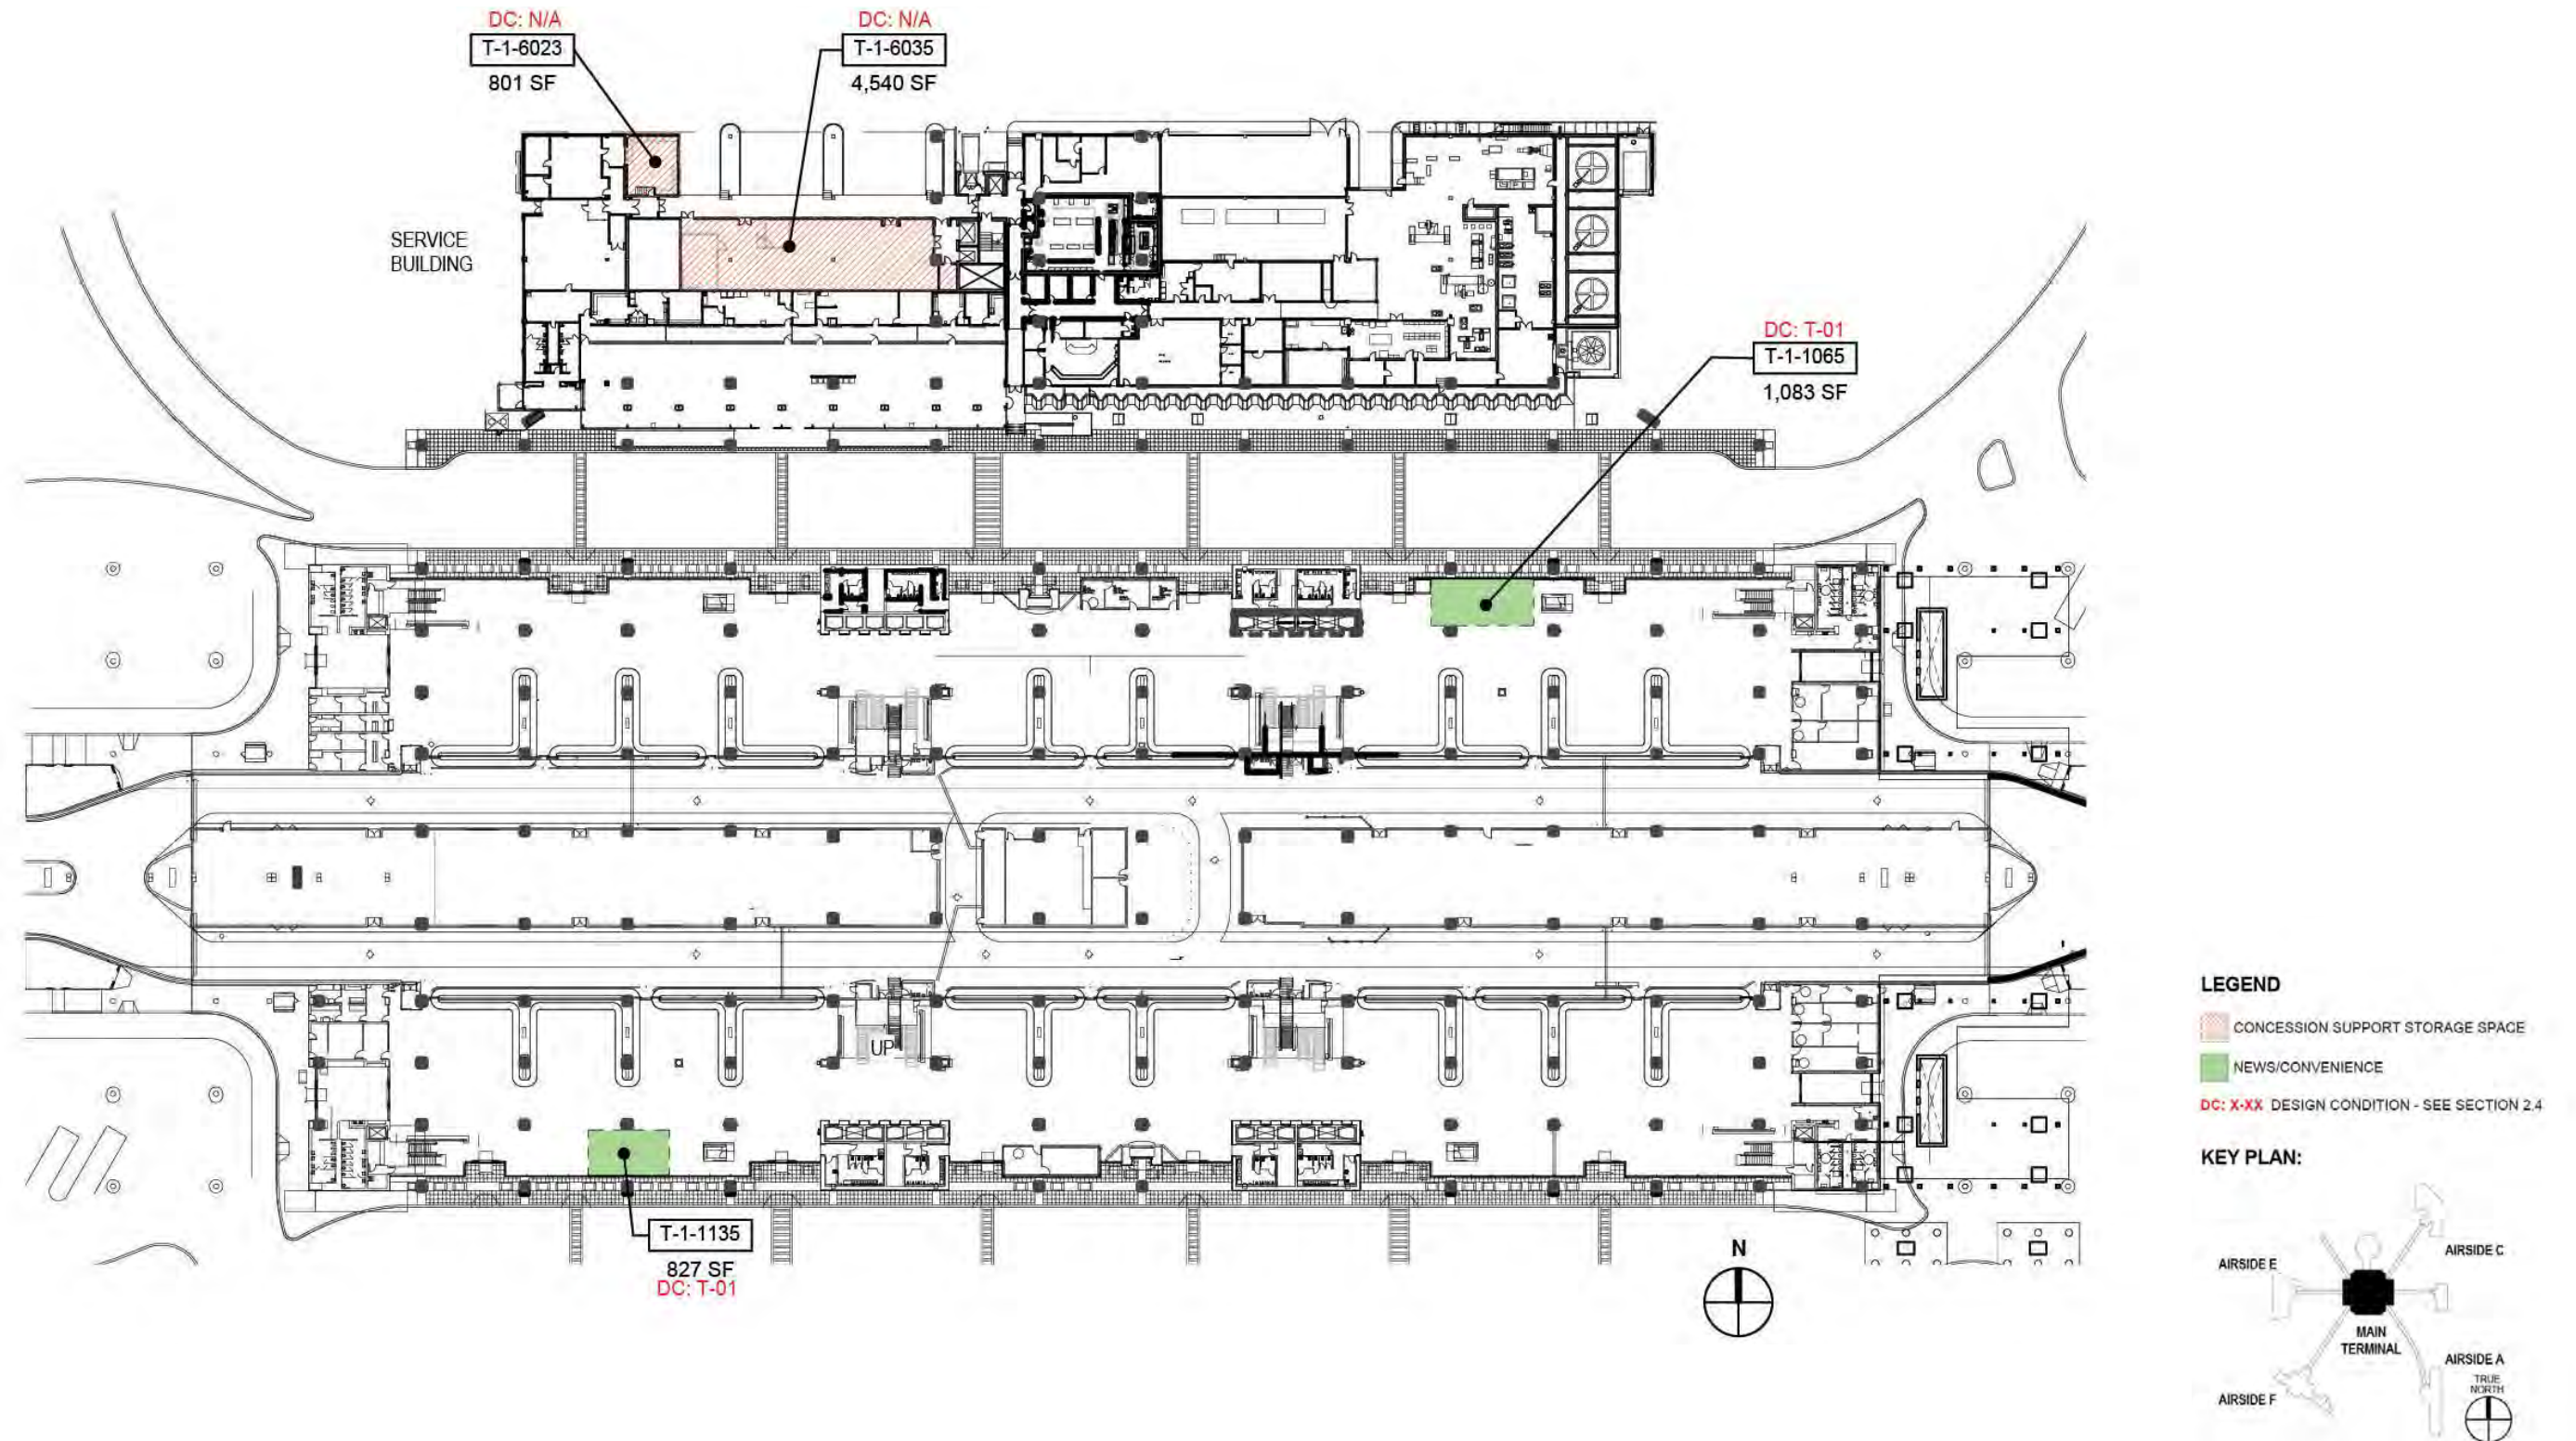 DC: N/A
T-1-6023
801 SF
DC: N/A
T-1-6035
4,540 SF
SERVICE
BUILDING
DC: T-01
T-1-1065
1,083 SF
UP
T-1-1135
827 SF
DC: T-01
N
LEGEND
CONCESSION SUPPORT STORAGE SPACE
NEWS/CONVENIENCE
DC: X-XX DESIGN CONDITION - SEE SECTION 2.4
KEY PLAN:
AIRSIDE C
AIRSIDE E
MAIN
TERMINAL
AIRSIDE A
TRUE
NORTH
AIRSIDE F